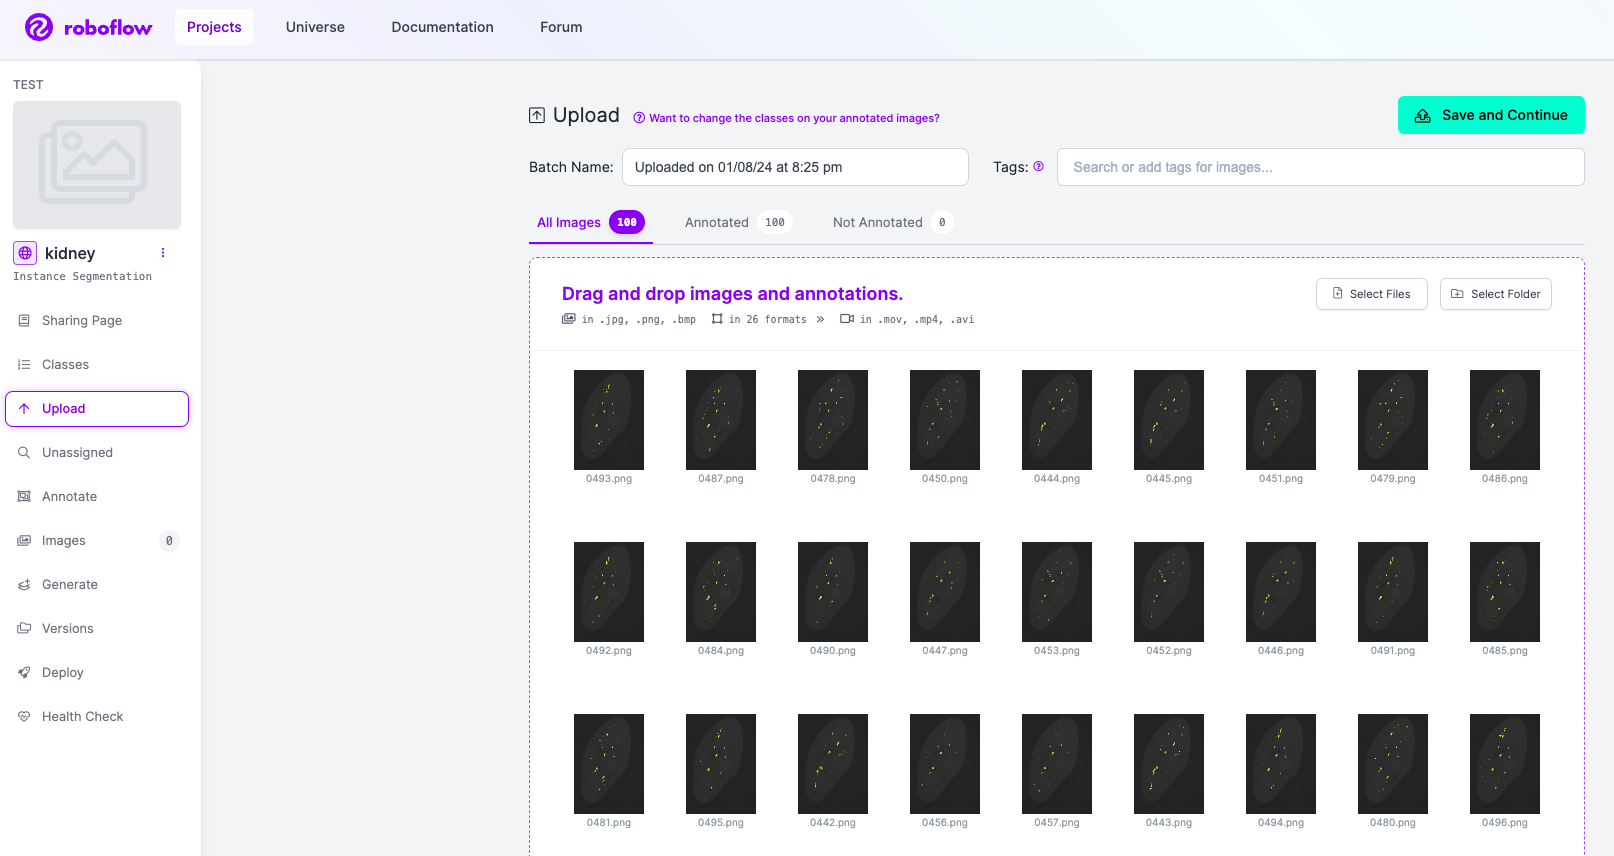 roboflow Projects Universe Documentation Forum
TEST
kidney
Instance Segmentation
Sharing Page
Classes
Upload
Unassigned
Annotate
Images 0
Generate
Versions
Deploy
Health Check
Upload Want to change the classes on your annotated images? Save and Continue
Batch Name: Uploaded on 01/08/24 at 8:25 pm Tags: Search or add tags for images...
All Images 100 Annotated 100 Not Annotated 0
Drag and drop images and annotations. Select Files Select Folder
in .jpg, .png, .bmp in 26 formats » in .mov, .mp4, .avi
0493.png 0487.png 0478.png 0450.png 0444.png 0445.png 0451.png 0479.png 0486.png
0492.png 0484.png 0490.png 0447.png 0453.png 0452.png 0446.png 0491.png 0485.png
0481.png 0495.png 0442.png 0456.png 0457.png 0443.png 0494.png 0480.png 0496.png